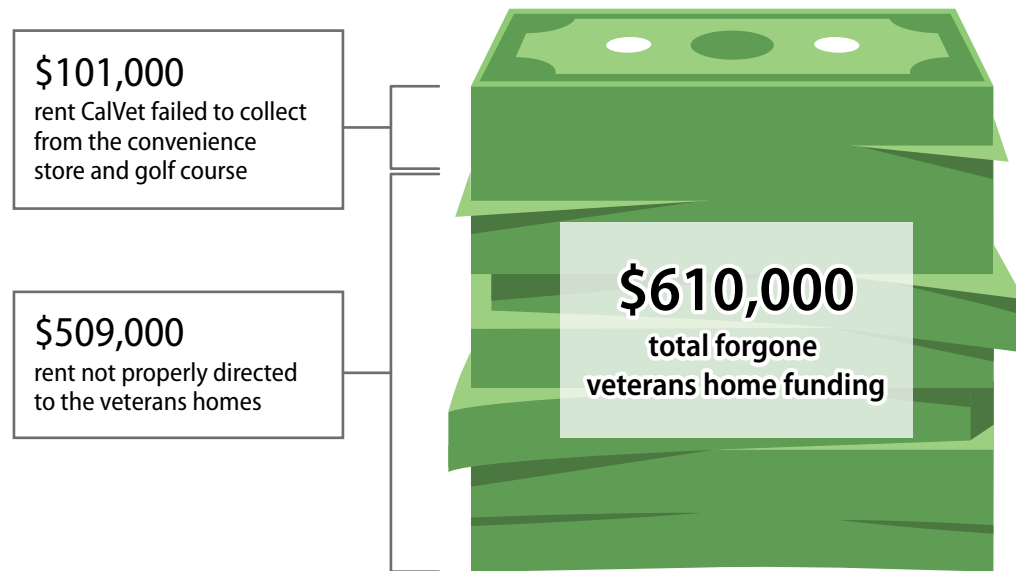 $101,000
rent CalVet failed to collect
from the convenience
store and golf course
$509,000
rent not properly directed
to the veterans homes
$610,000
total forgone
veterans home funding